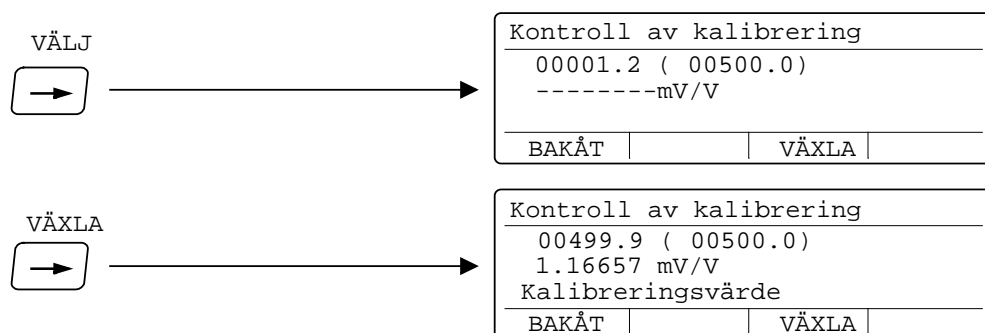 VÄLJ
Kontroll av kalibrering
00001.2 ( 00500.0)
--------mV/V
BAKÅT VÄXLA
VÄXLA
Kontroll av kalibrering
00499.9 ( 00500.0)
1.16657 mV/V
Kalibreringsvärde
BAKÅT VÄXLA